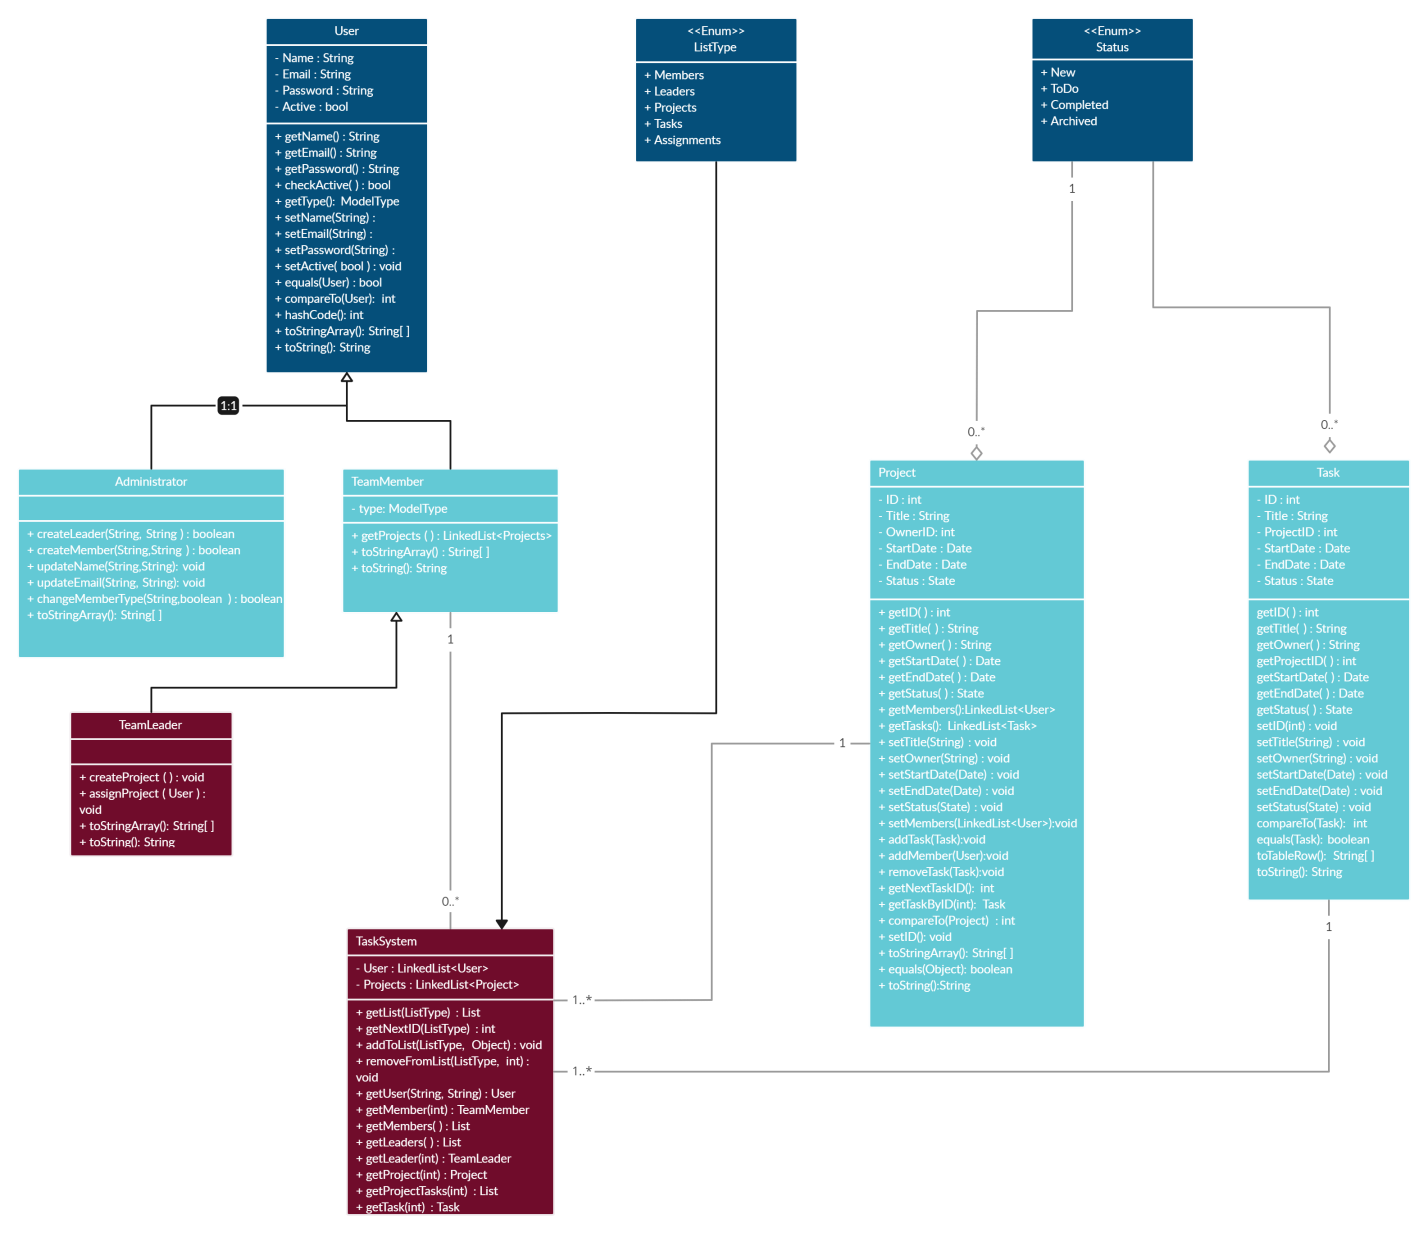 User
- Name : String
- Email : String
- Password : String
- Active : bool
+ getName() : String
+ getEmail() : String
+ getPassword() : String
+ checkActive( ) : bool
+ getType():  ModelType
+ setName(String) :
+ setEmail(String) :
+ setPassword(String) :
+ setActive( bool ) : void
+ equals(User) : bool
+ compareTo(User):  int
+ hashCode(): int
+ toStringArray():  String[ ]
+ toString(): String
<<Enum>>
ListType
+ Members
+ Leaders
+ Projects
+ Tasks
+ Assignments
<<Enum>>
Status
+ New
+ ToDo
+ Completed
+ Archived
1
1:1
0..*
0..*
Administrator
+ createLeader(String, String ) : boolean
+ createMember(String,String ) : boolean
+ updateName(String,String): void
+ updateEmail(String, String): void
+ changeMemberType(String,boolean  ) : boolean
+ toStringArray(): String[ ]
TeamMember
- type: ModelType
+ getProjects ( ) : LinkedList<Projects>
+ toStringArray() : String[ ]
+ toString(): String
1
Project
- ID : int
- Title : String
- OwnerID: int
- StartDate : Date
- EndDate : Date
- Status : State
+ getID( ) : int
+ getTitle( ) : String
+ getOwner( ) : String
+ getStartDate( ) : Date
+ getEndDate( ) : Date
+ getStatus( ) : State
+ getMembers():LinkedList<User>
+ getTasks():  LinkedList<Task>
+ setTitle(String) : void
+ setOwner(String) : void
+ setStartDate(Date) : void
+ setEndDate(Date) : void
+ setStatus(State) : void
+ setMembers(LinkedList<User>):void
+ addTask(Task):void
+ addMember(User):void
+ removeTask(Task):void
+ getNextTaskID():  int
+ getTaskByID(int):  Task
+ compareTo(Project)  : int
+ setID(): void
+ toStringArray(): String[ ]
+ equals(Object): boolean
+ toString():String
Task
- ID : int
- Title : String
- ProjectID : int
- StartDate : Date
- EndDate : Date
- Status : State
getID( ) : int
getTitle( ) : String
getOwner( ) : String
getProjectID( ) : int
getStartDate( ) : Date
getEndDate( ) : Date
getStatus( ) : State
setID(int) : void
setTitle(String) : void
setOwner(String) : void
setStartDate(Date) : void
setEndDate(Date) : void
setStatus(State) : void
compareTo(Task):  int
equals(Task): boolean
toTableRow():  String[ ]
toString(): String
TeamLeader
+ createProject ( ) : void
+ assignProject ( User ) :
void
+ toStringArray(): String[ ]
+ toString(): String
1
0..*
1
TaskSystem
- User : LinkedList<User>
- Projects : LinkedList<Project>
+ getList(ListType)  : List
+ getNextID(ListType)  : int
+ addToList(ListType,  Object) : void
+ removeFromList(ListType,  int) :
void
+ getUser(String, String) : User
+ getMember(int) : TeamMember
+ getMembers( ) : List
+ getLeaders( ) : List
+ getLeader(int) : TeamLeader
+ getProject(int) : Project
+ getProjectTasks(int)  : List
+ getTask(int)  : Task
1..*
1..*